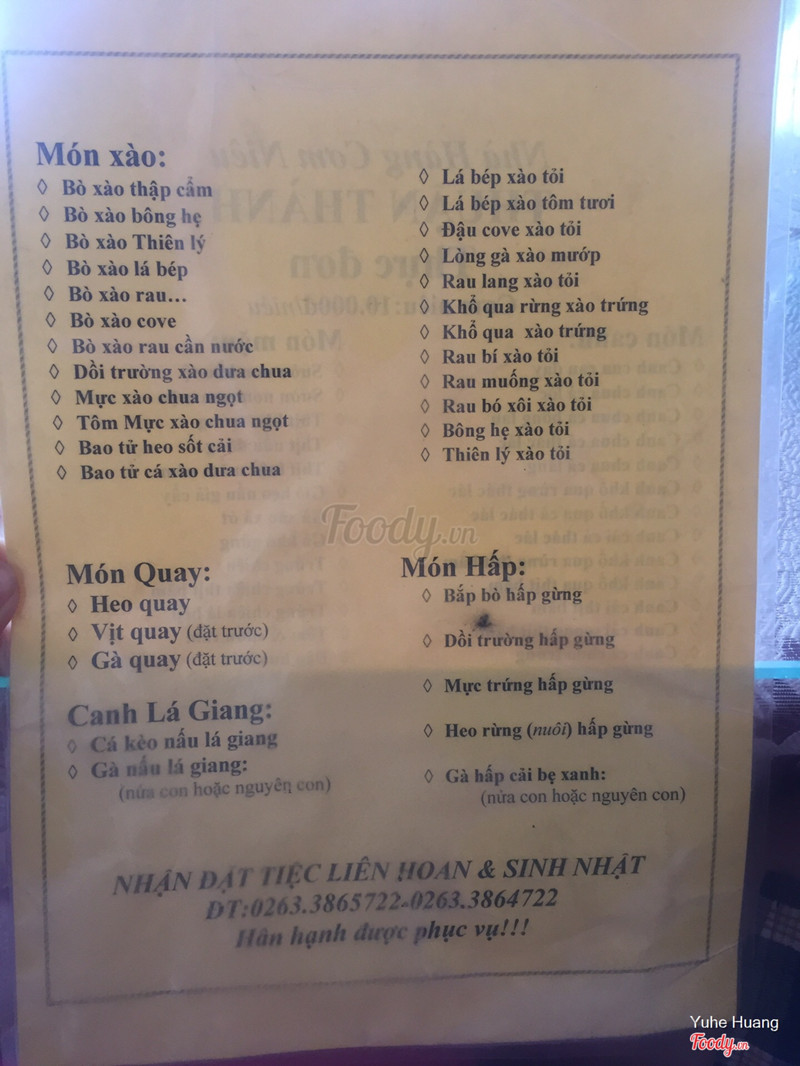 Món xào:
◊ Bò xào thập cẩm
◊ Bò xào bông hẹ
◊ Bò xào Thiên lý
◊ Bò xào lá bép
◊ Bò xào rau...
◊ Bò xào cove
◊ Bò xào rau cần nước
◊ Dồi trường xào dưa chua
◊ Mực xào chua ngọt
◊ Tôm Mực xào chua ngọt
◊ Bao tử heo sốt cải
◊ Bao tử cá xào dưa chua
◊ Lá bép xào tỏi
◊ Lá bép xào tôm tươi
◊ Đậu cove xào tỏi
◊ Lòng gà xào mướp
◊ Rau lang xào tỏi
◊ Khổ qua rừng xào trứng
◊ Khổ qua xào trứng
◊ Rau bí xào tỏi
◊ Rau muống xào tỏi
◊ Rau bó xôi xào tỏi
◊ Bông hẹ xào tỏi
◊ Thiên lý xào tỏi
Foody.vn
Món Quay:
◊ Heo quay
◊ Vịt quay (đặt trước)
◊ Gà quay (đặt trước)
Canh Lá Giang:
◊ Cá kèo nấu lá giang
◊ Gà nấu lá giang:
(nửa con hoặc nguyên con)
Món Hấp:
◊ Bắp bò hấp gừng
◊ Dồi trường hấp gừng
◊ Mực trứng hấp gừng
◊ Heo rừng (nuôi) hấp gừng
◊ Gà hấp cải bẹ xanh:
(nửa con hoặc nguyên con)
NHẬN ĐẶT TIỆC LIÊN HOAN & SINH NHẬT
ĐT:0263.3865722-0263.3864722
Hân hạnh được phục vụ!!!
Yuhe Huang
Foody.vn